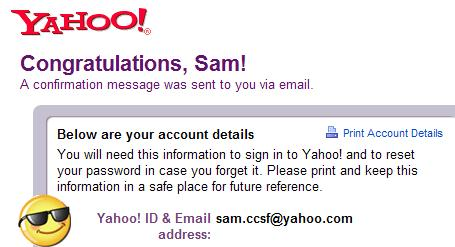 YAHOO!®
Congratulations, Sam!
A confirmation message was sent to you via email.
Below are your account details
Print Account Details
You will need this information to sign in to Yahoo! and to reset
your password in case you forget it. Please print and keep this
information in a safe place for future reference.
Yahoo! ID & Email sam.ccsf@yahoo.com
address: